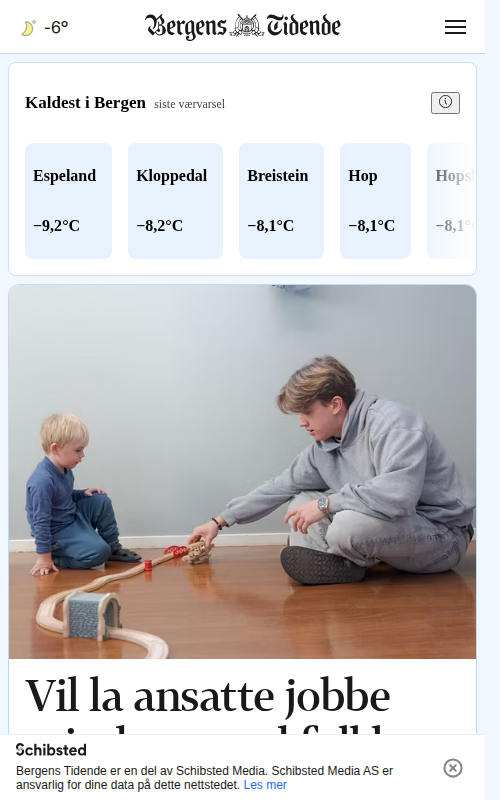 -6°
Bergens Tidende
Kaldest i Bergen siste værvarsel
Espeland Kloppedal Breistein Hop
−9,2°C −8,2°C −8,1°C −8,1°C −8,1°
Vil la ansatte jobbe
Schibsted
Bergens Tidende er en del av Schibsted Media. Schibsted Media AS er
ansvarlig for dine data på dette nettstedet. Les mer